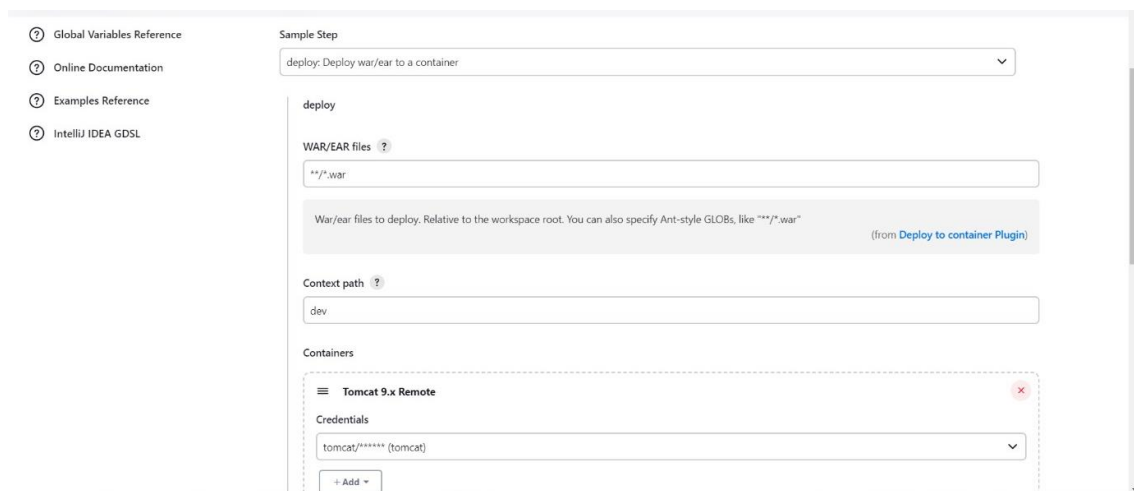 Global Variables Reference
Online Documentation
Examples Reference
IntelliJ IDEA GDSL
Sample Step
deploy: Deploy war/ear to a container
deploy
WAR/EAR files ?
**/*.war
War/ear files to deploy. Relative to the workspace root. You can also specify Ant-style GLOBs, like "**/*.war"
(from Deploy to container Plugin)
Context path ?
dev
Containers
Tomcat 9.x Remote
Credentials
tomcat/****** (tomcat)
+ Add